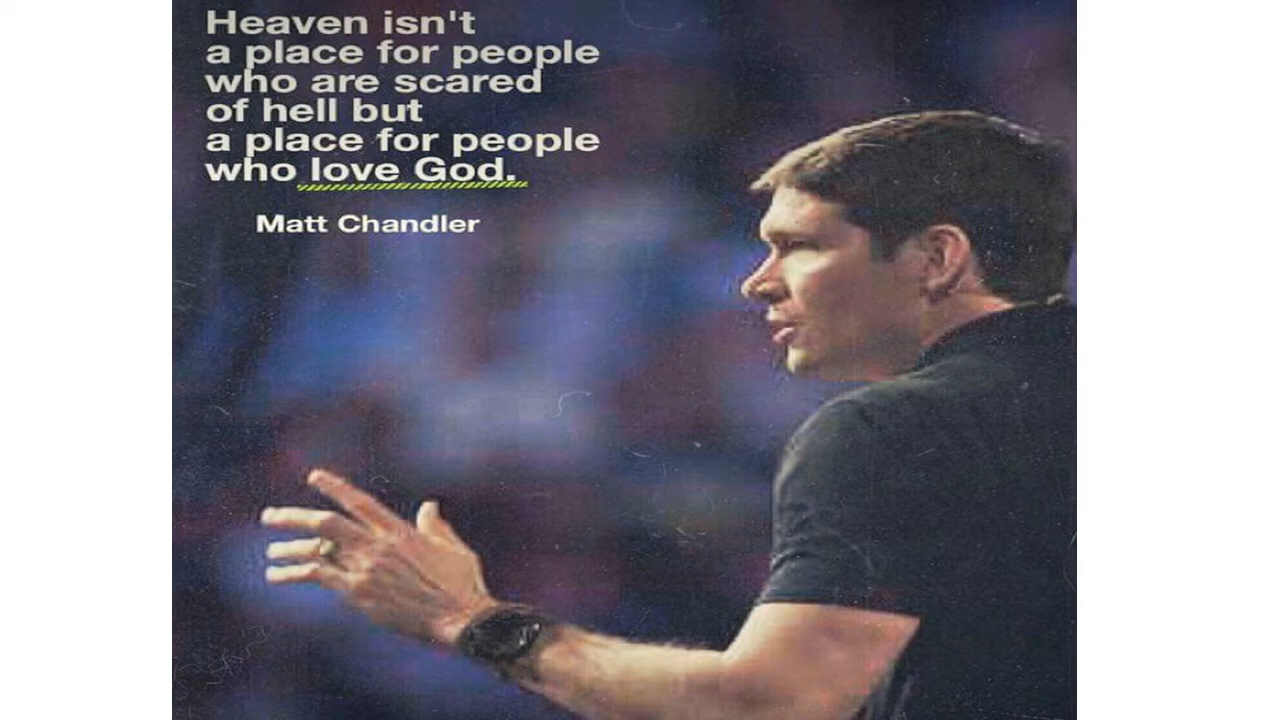 Heaven isn't
a place for people
who are scared
of hell but
a place for people
who love God.
Matt Chandler